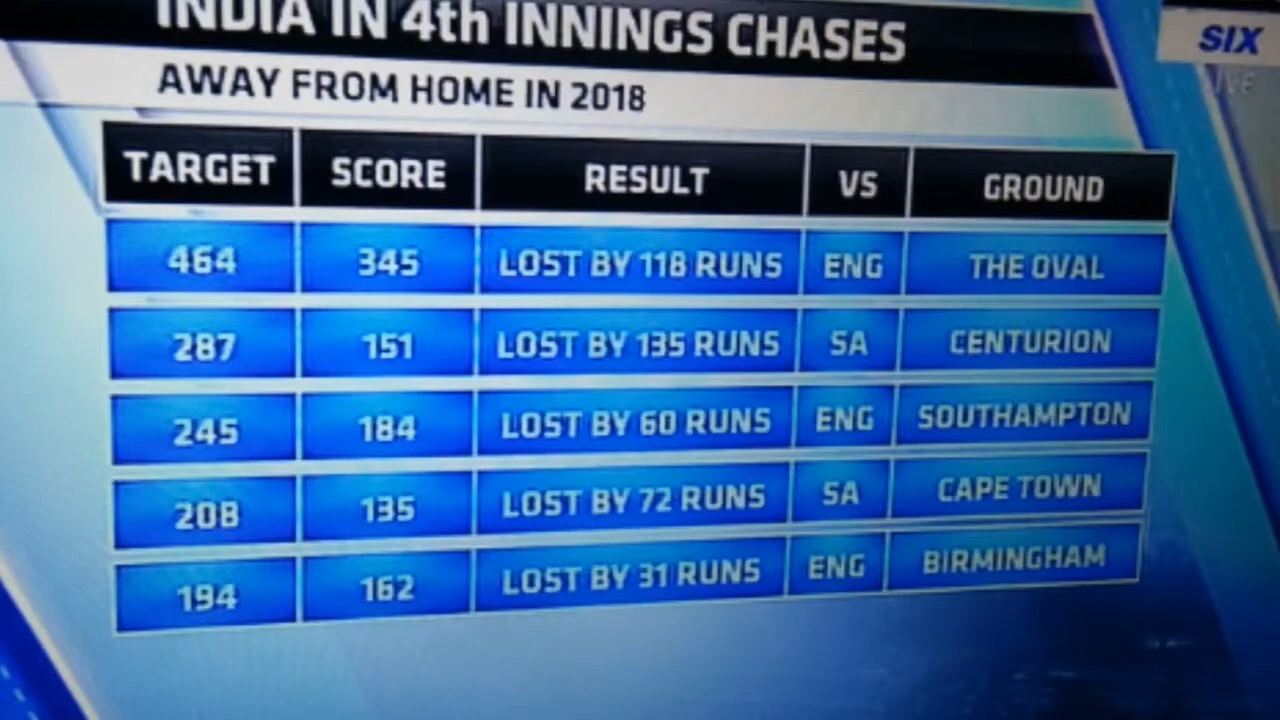 INDIA IN 4th INNINGS CHASES
SIX
AWAY FROM HOME IN 2018
TARGET SCORE RESULT VS GROUND
464 345 LOST BY 118 RUNS ENG THE OVAL
287 151 LOST BY 135 RUNS SA CENTURION
245 184 LOST BY 60 RUNS ENG SOUTHAMPTON
208 135 LOST BY 72 RUNS SA CAPE TOWN
194 162 LOST BY 31 RUNS ENG BIRMINGHAM